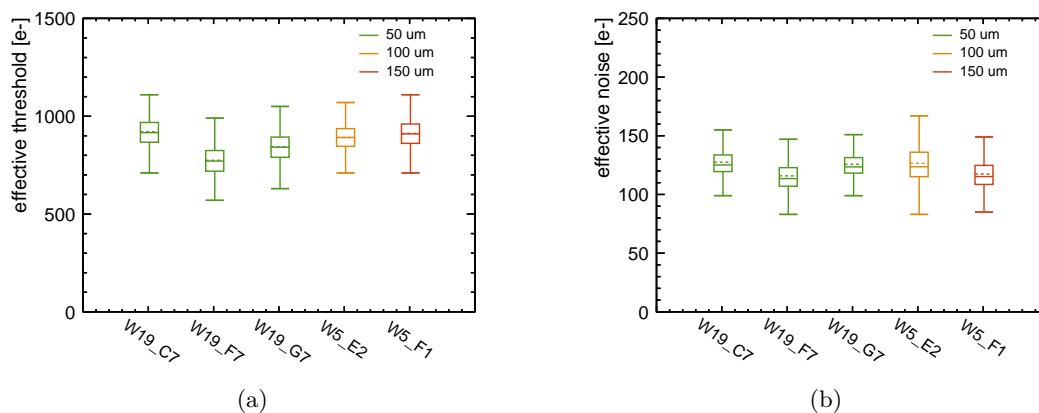 effective threshold [e-]
1500
1000
500
0
50 um
100 um
150 um
W19_C7
W19_F7
W19_G7
W5_E2
W5_F1
(a)
effective noise [e-]
250
200
150
100
50
0
50 um
100 um
150 um
W19_C7
W19_F7
W19_G7
W5_E2
W5_F1
(b)